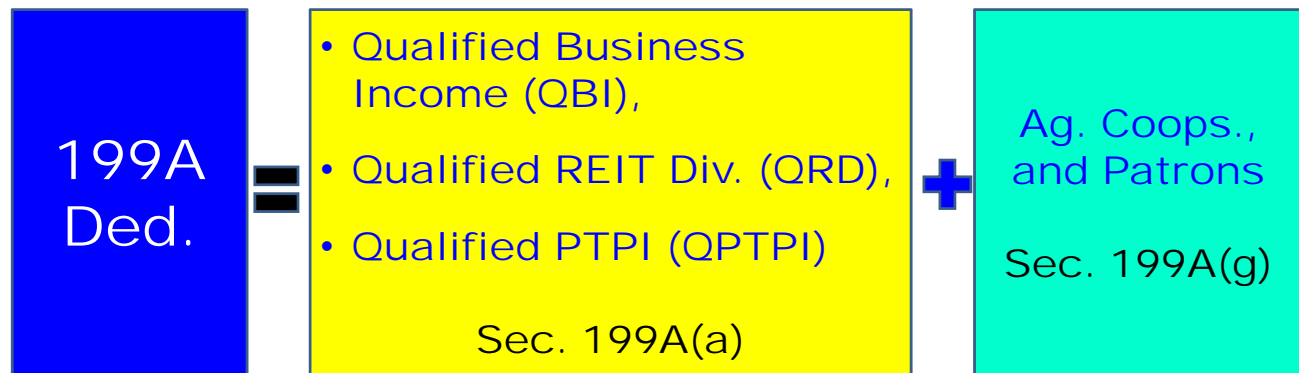 199A
Ded.
• Qualified Business
Income (QBI),
• Qualified REIT Div. (QRD),
• Qualified PTPI (QPTPI)
Sec. 199A(a)
Ag. Coops.,
and Patrons
Sec. 199A(g)